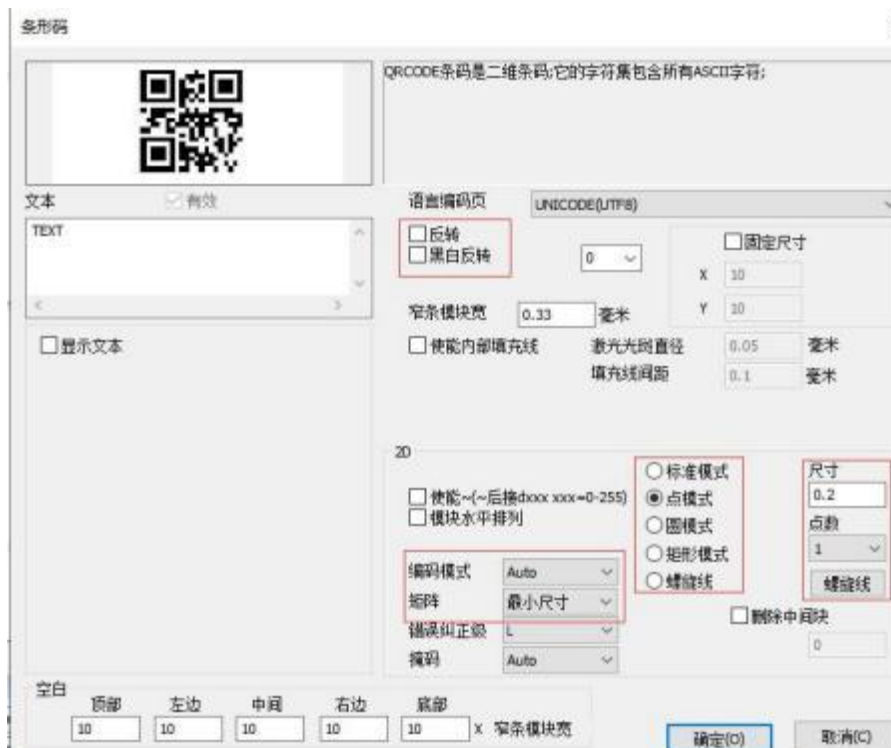 条形码
QRCODE条码是二维条码;它的字符集包含所有ASCII字符;
文本
有效
TEXT
显示文本
语言编码页
UNICODE(UTF8)
反转
黑白反转
0
固定尺寸
X 10
Y 10
窄条模块宽 0.33 毫米
使能内部填充线
激光光斑直径 0.05 毫米
填充线间距 0.1 毫米
2D
使能~(~后接dxxx xxx=0-255)
模块水平排列
标准模式
点模式
圆模式
矩形模式
螺旋线
尺寸
0.2
点数
1
螺旋线
编码模式 Auto
矩阵 最小尺寸
错误纠正级 L
掩码 Auto
删除中间块
0
空白
顶部 左边 中间 右边 底部
10 10 10 10 10 X 窄条模块宽
确定(O) 取消(C)